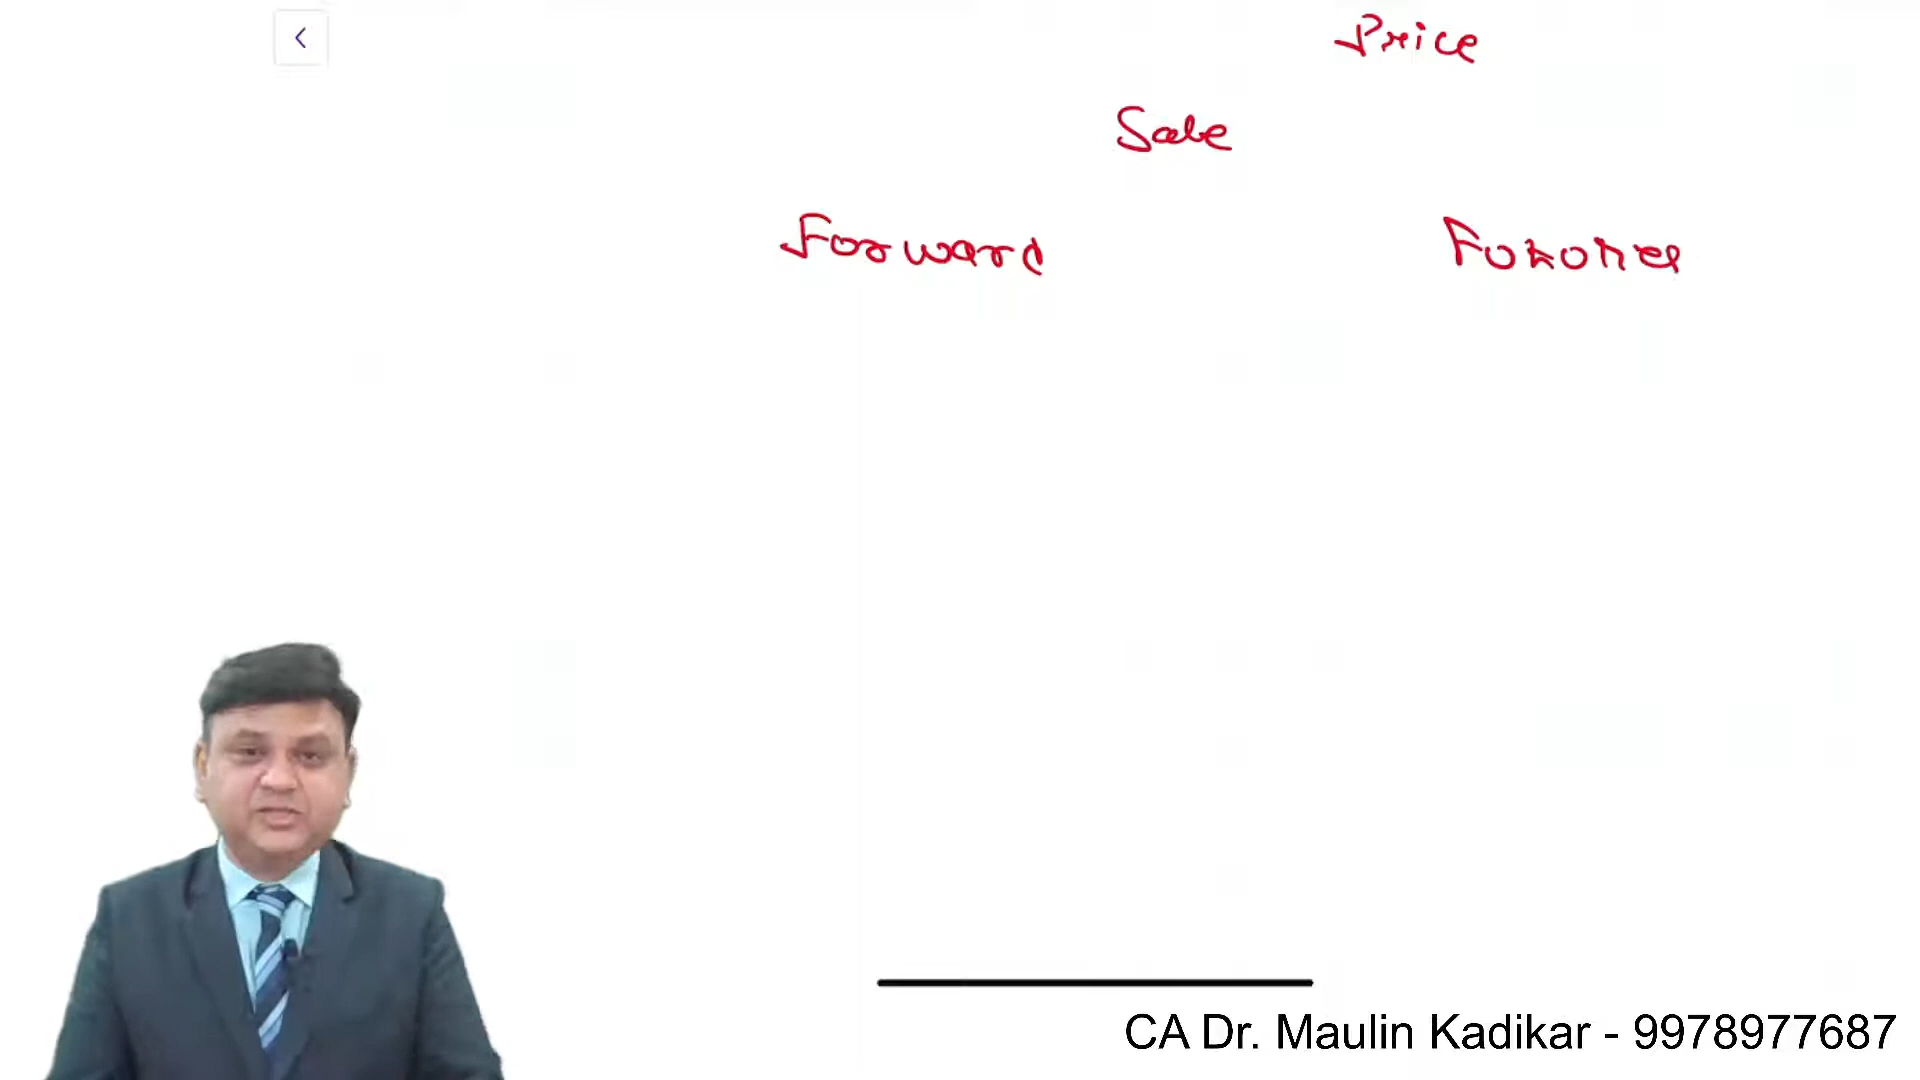 Price
Sale
Forward
Futures
CA Dr. Maulin Kadikar - 9978977687